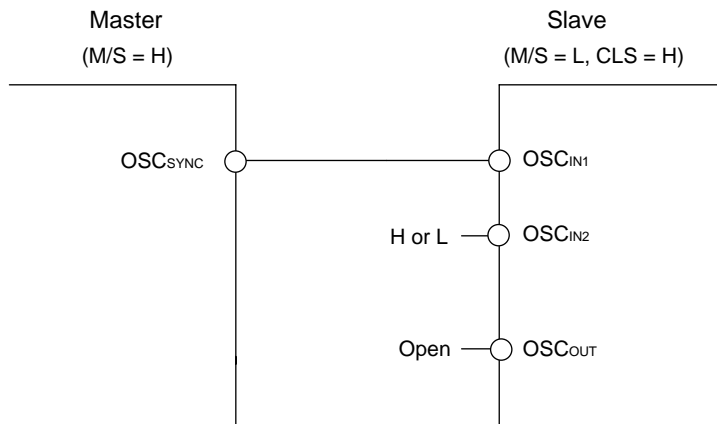 Master
(M/S = H)
Slave
(M/S = L, CLS = H)
OSCSYNC
OSCIN1
H or L
OSCIN2
Open
OSCOUT